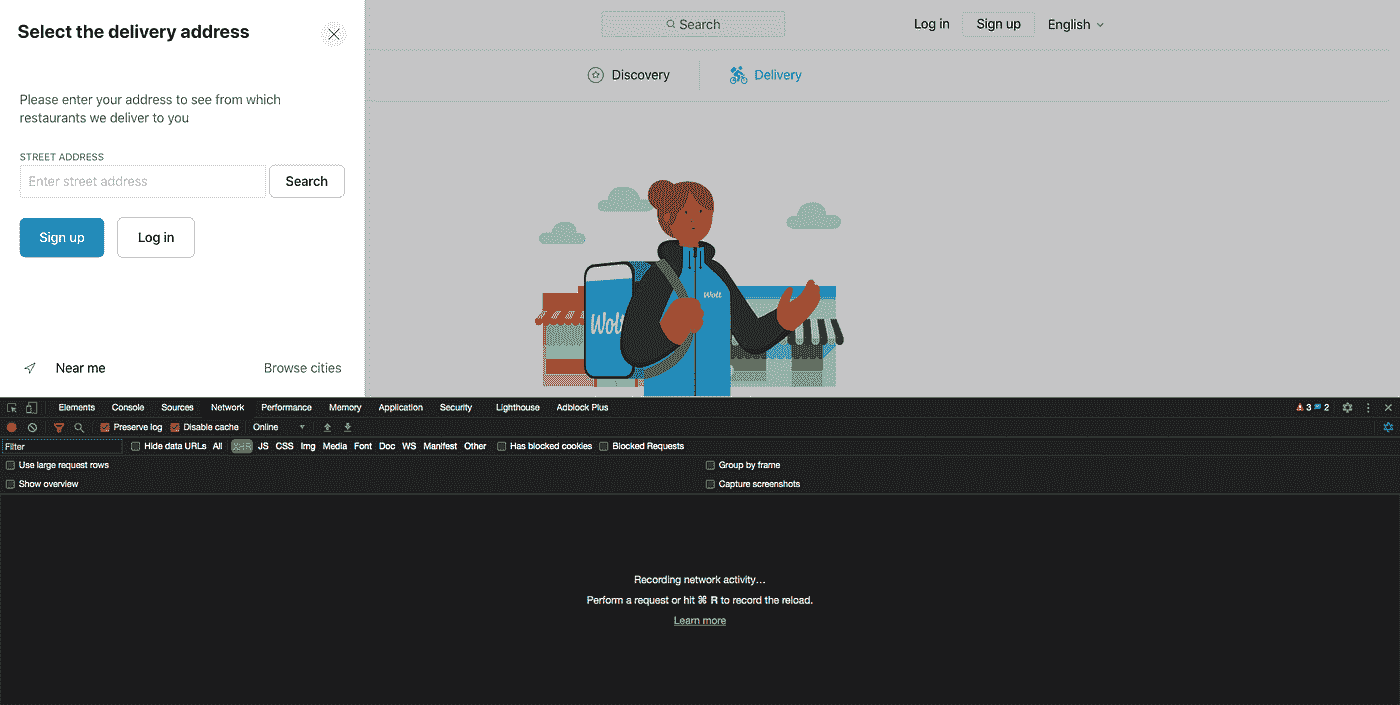 Select the delivery address
Search
Log in
Sign up
English
Discovery
Delivery
Please enter your address to see from which
restaurants we deliver to you
STREET ADDRESS
Enter street address
Search
Sign up
Log in
Near me
Browse cities
Wolt
Wolt
Elements Console Sources Network Performance Memory Application Security Lighthouse Adblock Plus 3 2
Preserve log Disable cache Online
Filter Hide data URLs All XHR JS CSS Img Media Font Doc WS Manifest Other Has blocked cookies Blocked Requests
Use large request rows Group by frame
Show overview Capture screenshots
Recording network activity…
Perform a request or hit ⌘ R to record the reload.
Learn more